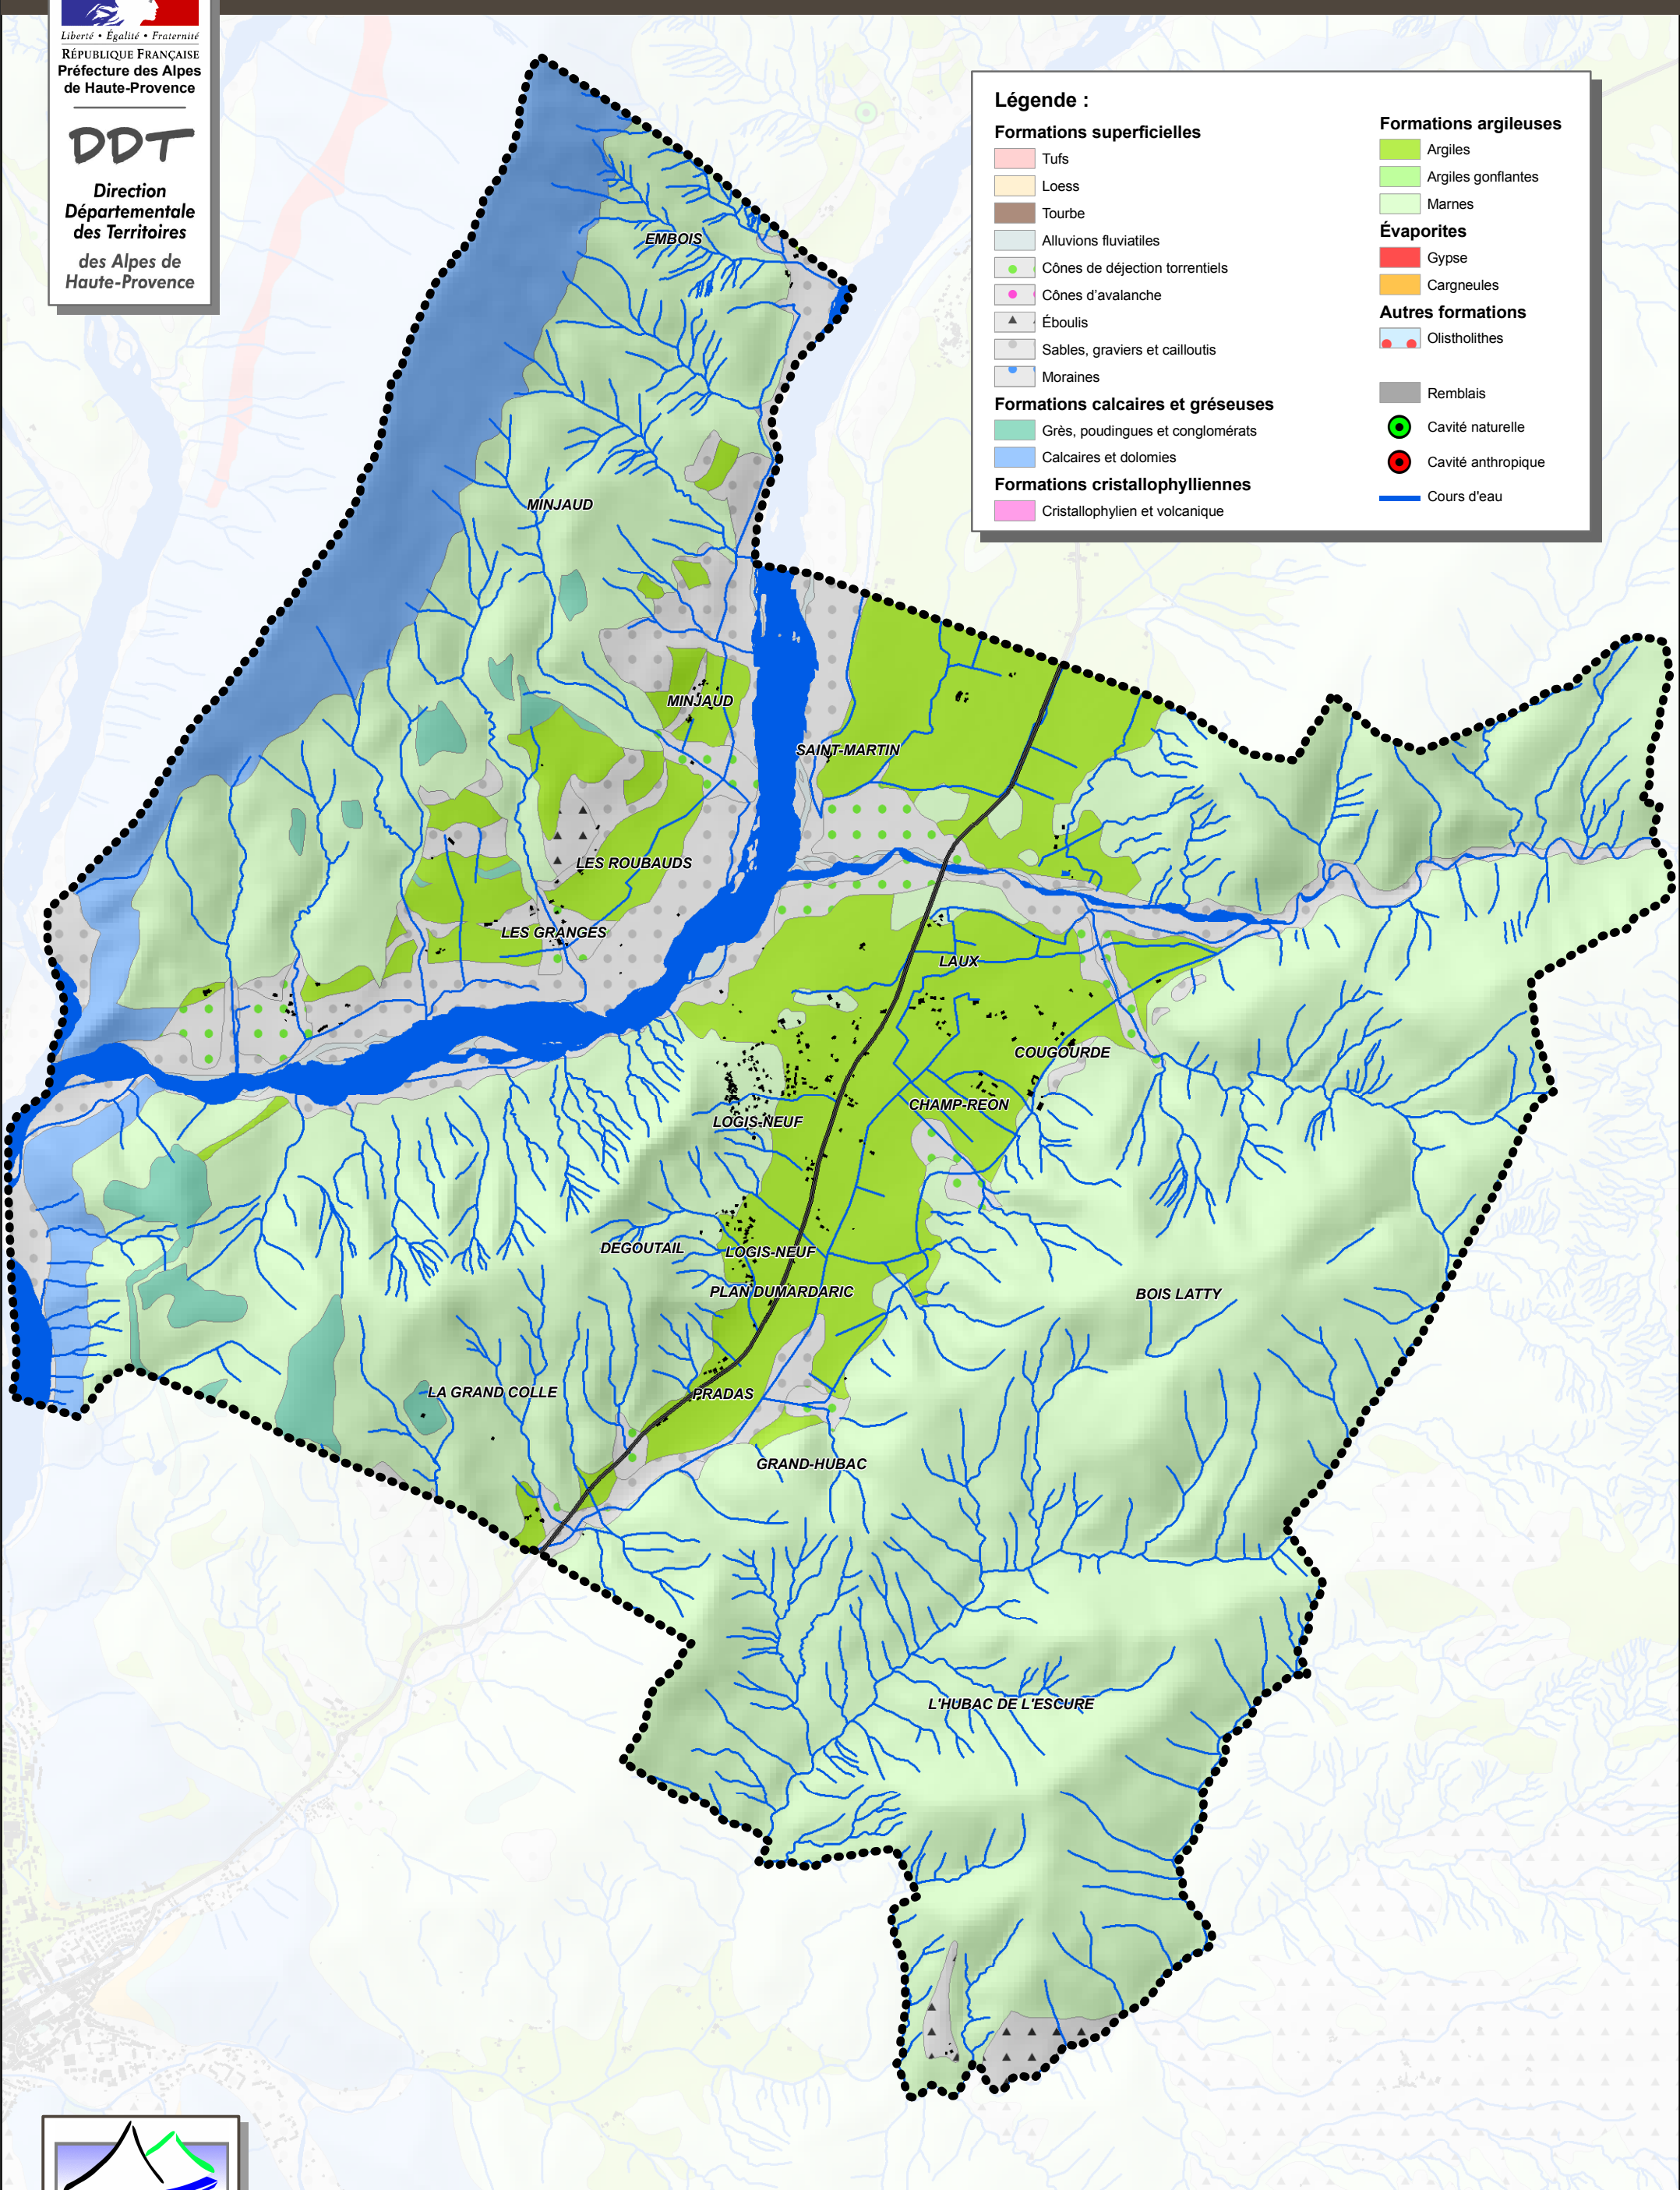 Liberté • Égalité • Fraternité
RÉPUBLIQUE FRANÇAISE
Préfecture des Alpes
de Haute-Provence
DDT
Direction
Départementale
des Territoires
des Alpes de
Haute-Provence
Légende :
Formations superficielles
Tufs
Loess
Tourbe
Alluvions fluviatiles
Cônes de déjection torrentiels
Cônes d'avalanche
Éboulis
Sables, graviers et cailloutis
Moraines
Formations calcaires et gréseuses
Grès, poudingues et conglomérats
Calcaires et dolomies
Formations cristallophylliennes
Cristallophylien et volcanique
Formations argileuses
Argiles
Argiles gonflantes
Marnes
Évaporites
Gypse
Cargneules
Autres formations
Olistholithes
Remblais
Cavité naturelle
Cavité anthropique
Cours d'eau
EMBOIS
MINJAUD
MINJAUD
SAINT-MARTIN
LES ROUBAUDS
LES GRANGES
LAUX
COUGOURDE
CHAMP-REON
LOGIS-NEUF
DEGOUTAIL
LOGIS-NEUF
PLAN DUMARDARIC
BOIS LATTY
LA GRAND COLLE
PRADAS
GRAND-HUBAC
L'HUBAC DE L'ESCURE